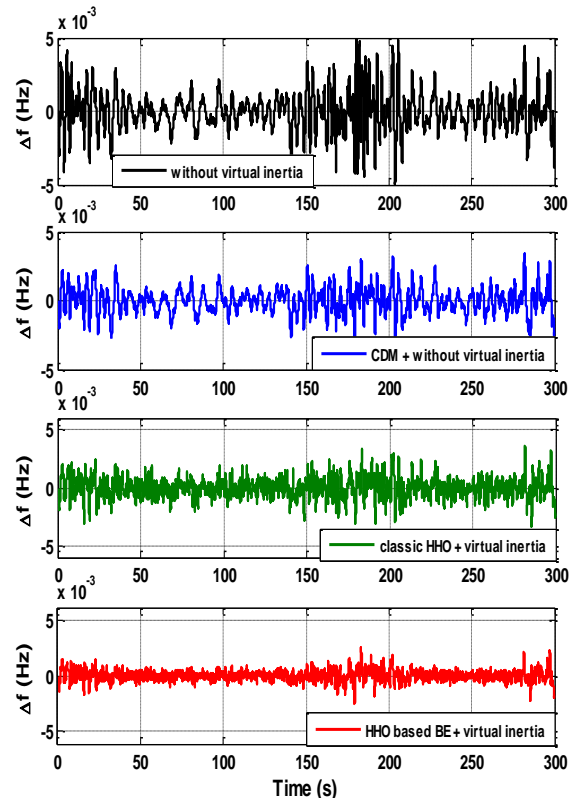 x 10⁻³
5
0
-5
Δf (Hz)
without virtual inertia
0 50 100 150 200 250 300
x 10⁻³
5
0
-5
Δf (Hz)
CDM + without virtual inertia
0 50 100 150 200 250 300
x 10⁻³
5
0
-5
Δf (Hz)
classic HHO + virtual inertia
0 50 100 150 200 250 300
x 10⁻³
5
0
-5
Δf (Hz)
HHO based BE + virtual inertia
0 50 100 150 200 250 300
Time (s)